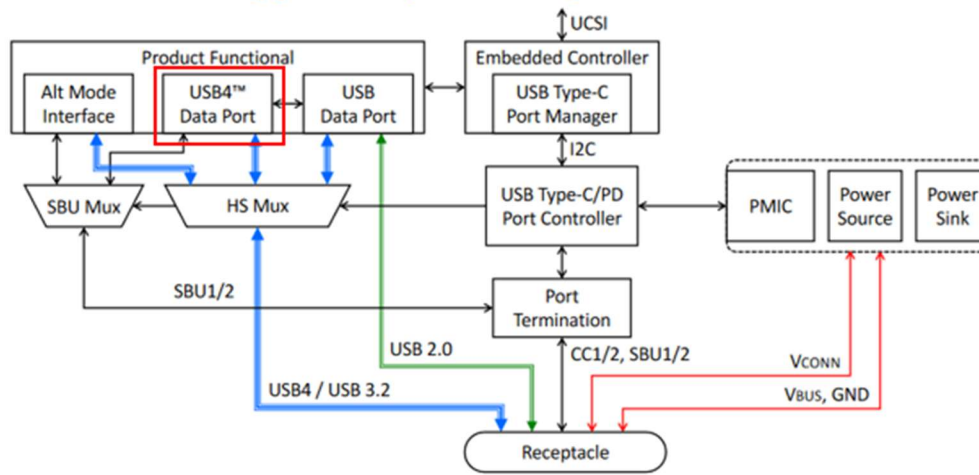 UCSI
Product Functional
Embedded Controller
Alt Mode
Interface
USB4™
Data Port
USB
Data Port
USB Type-C
Port Manager
I2C
SBU Mux
HS Mux
USB Type-C/PD
Port Controller
PMIC
Power
Source
Power
Sink
SBU1/2
Port
Termination
USB 2.0
CC1/2, SBU1/2
VCONN
USB4 / USB 3.2
VBUS, GND
Receptacle